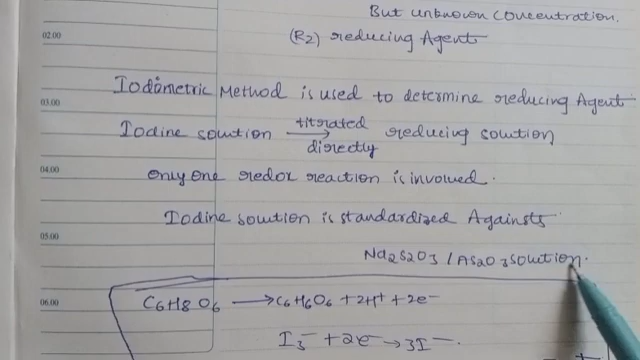 But unknown concentration.
02.00
(R2) reducing Agent
Iodometric Method is used to determine reducing Agent
03.00
Iodine solution titrated directly → reducing solution
04.00
only one redox reaction is involved.
Iodine solution is standardized Againsts
05.00
Na2S2O3 / AS2O3 solution.
06.00
C6H8O6 → C6H6O6 + 2H+ + 2e-
I3- + 2e- → 3I-.